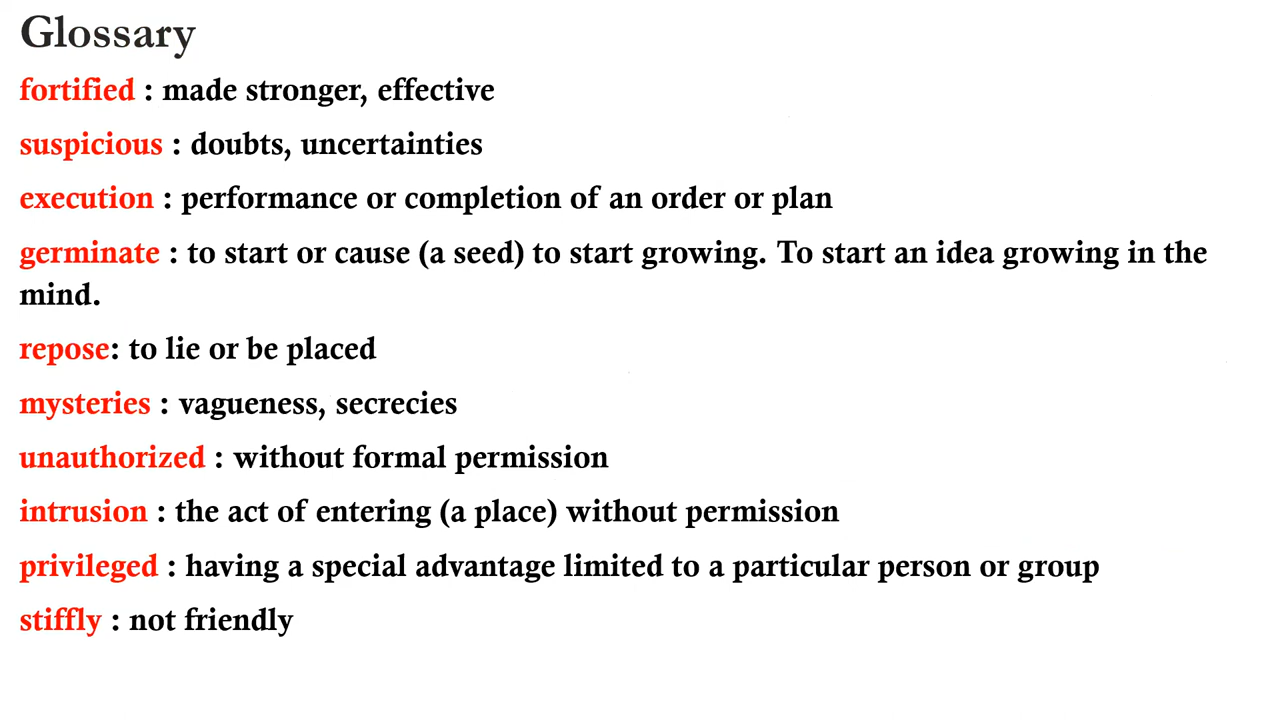 Glossary
fortified : made stronger, effective
suspicious : doubts, uncertainties
execution : performance or completion of an order or plan
germinate : to start or cause (a seed) to start growing. To start an idea growing in the
mind.
repose: to lie or be placed
mysteries : vagueness, secrecies
unauthorized : without formal permission
intrusion : the act of entering (a place) without permission
privileged : having a special advantage limited to a particular person or group
stiffly : not friendly